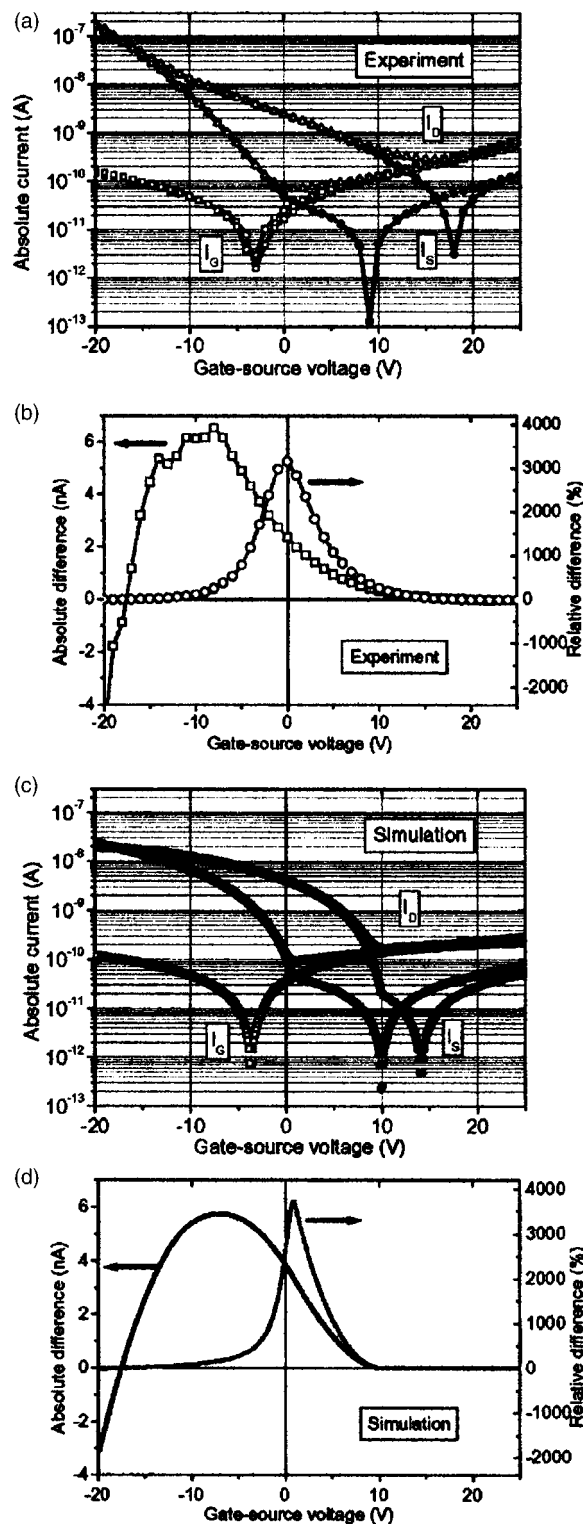 (a)
10⁻⁷
10⁻⁸
10⁻⁹
10⁻¹⁰
10⁻¹¹
10⁻¹²
10⁻¹³
Absolute current (A)
Experiment
I_D
I_G
I_S
-20 -10 0 10 20
Gate-source voltage (V)
(b)
6
4
2
0
-2
-4
Absolute difference (nA)
4000
3000
2000
1000
0
-1000
-2000
Relative difference (%)
Experiment
-20 -10 0 10 20
Gate-source voltage (V)
(c)
10⁻⁷
10⁻⁸
10⁻⁹
10⁻¹⁰
10⁻¹¹
10⁻¹²
10⁻¹³
Absolute current (A)
Simulation
I_D
I_G
I_S
-20 -10 0 10 20
Gate-source voltage (V)
(d)
6
4
2
0
-2
-4
Absolute difference (nA)
4000
3000
2000
1000
0
-1000
-2000
Relative difference (%)
Simulation
-20 -10 0 10 20
Gate-source voltage (V)